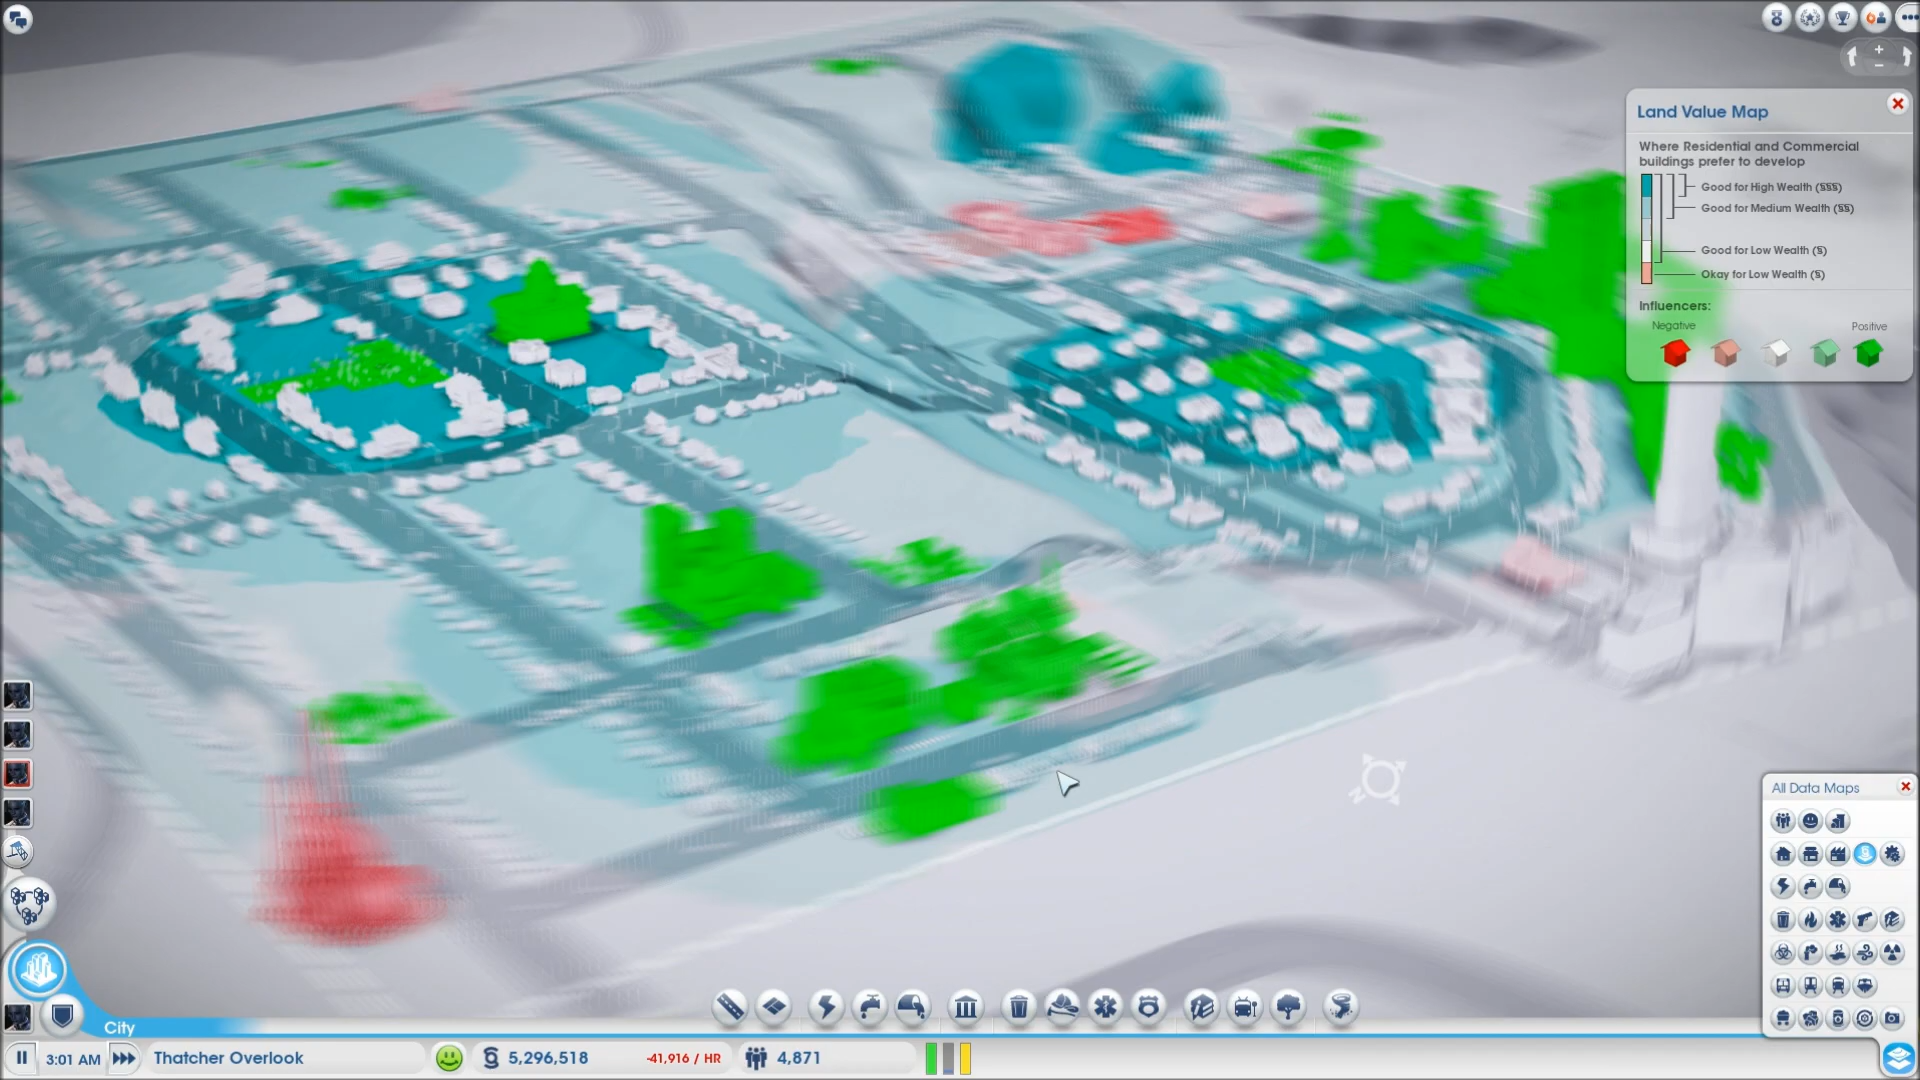 Land Value Map
Where Residential and Commercial
buildings prefer to develop
Good for High Wealth (§§§)
Good for Medium Wealth (§§)
Good for Low Wealth (§)
Okay for Low Wealth (§)
Influencers:
Negative
Positive
All Data Maps
City
3:01 AM
Thatcher Overlook
5,296,518
-41,916 / HR
4,871